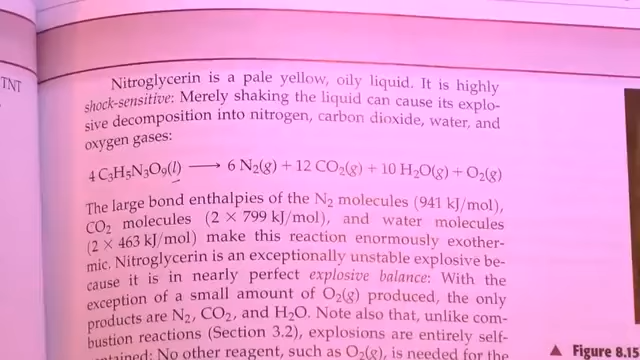 TNT
Nitroglycerin is a pale yellow, oily liquid. It is highly
shock-sensitive: Merely shaking the liquid can cause its explo-
sive decomposition into nitrogen, carbon dioxide, water, and
oxygen gases:
4 C₃H₅N₃O₉(l) ⟶ 6 N₂(g) + 12 CO₂(g) + 10 H₂O(g) + O₂(g)
The large bond enthalpies of the N₂ molecules (941 kJ/mol),
CO₂ molecules (2 × 799 kJ/mol), and water molecules
(2 × 463 kJ/mol) make this reaction enormously exother-
mic. Nitroglycerin is an exceptionally unstable explosive be-
cause it is in nearly perfect explosive balance: With the
exception of a small amount of O₂(g) produced, the only
products are N₂, CO₂, and H₂O. Note also that, unlike com-
bustion reactions (Section 3.2), explosions are entirely self-
contained: No other reagent, such as O₂(g), is needed for the
▲ Figure 8.15